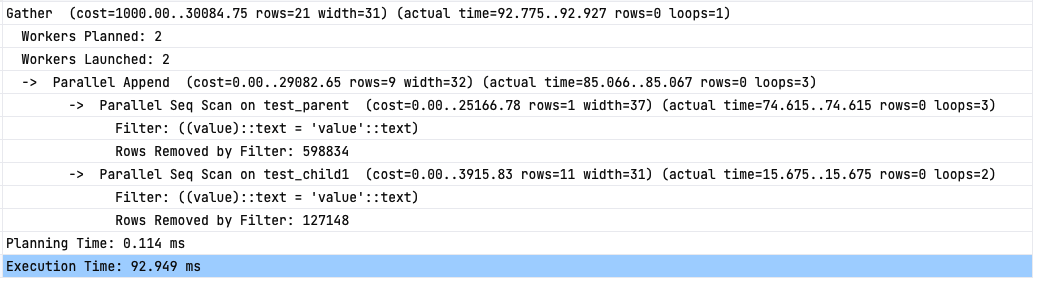 Gather  (cost=1000.00..30084.75 rows=21 width=31) (actual time=92.775..92.927 rows=0 loops=1)
  Workers Planned: 2
  Workers Launched: 2
  ->  Parallel Append  (cost=0.00..29082.65 rows=9 width=32) (actual time=85.066..85.067 rows=0 loops=3)
        ->  Parallel Seq Scan on test_parent  (cost=0.00..25166.78 rows=1 width=37) (actual time=74.615..74.615 rows=0 loops=3)
              Filter: ((value)::text = 'value'::text)
              Rows Removed by Filter: 598834
        ->  Parallel Seq Scan on test_child1  (cost=0.00..3915.83 rows=11 width=31) (actual time=15.675..15.675 rows=0 loops=2)
              Filter: ((value)::text = 'value'::text)
              Rows Removed by Filter: 127148
Planning Time: 0.114 ms
Execution Time: 92.949 ms